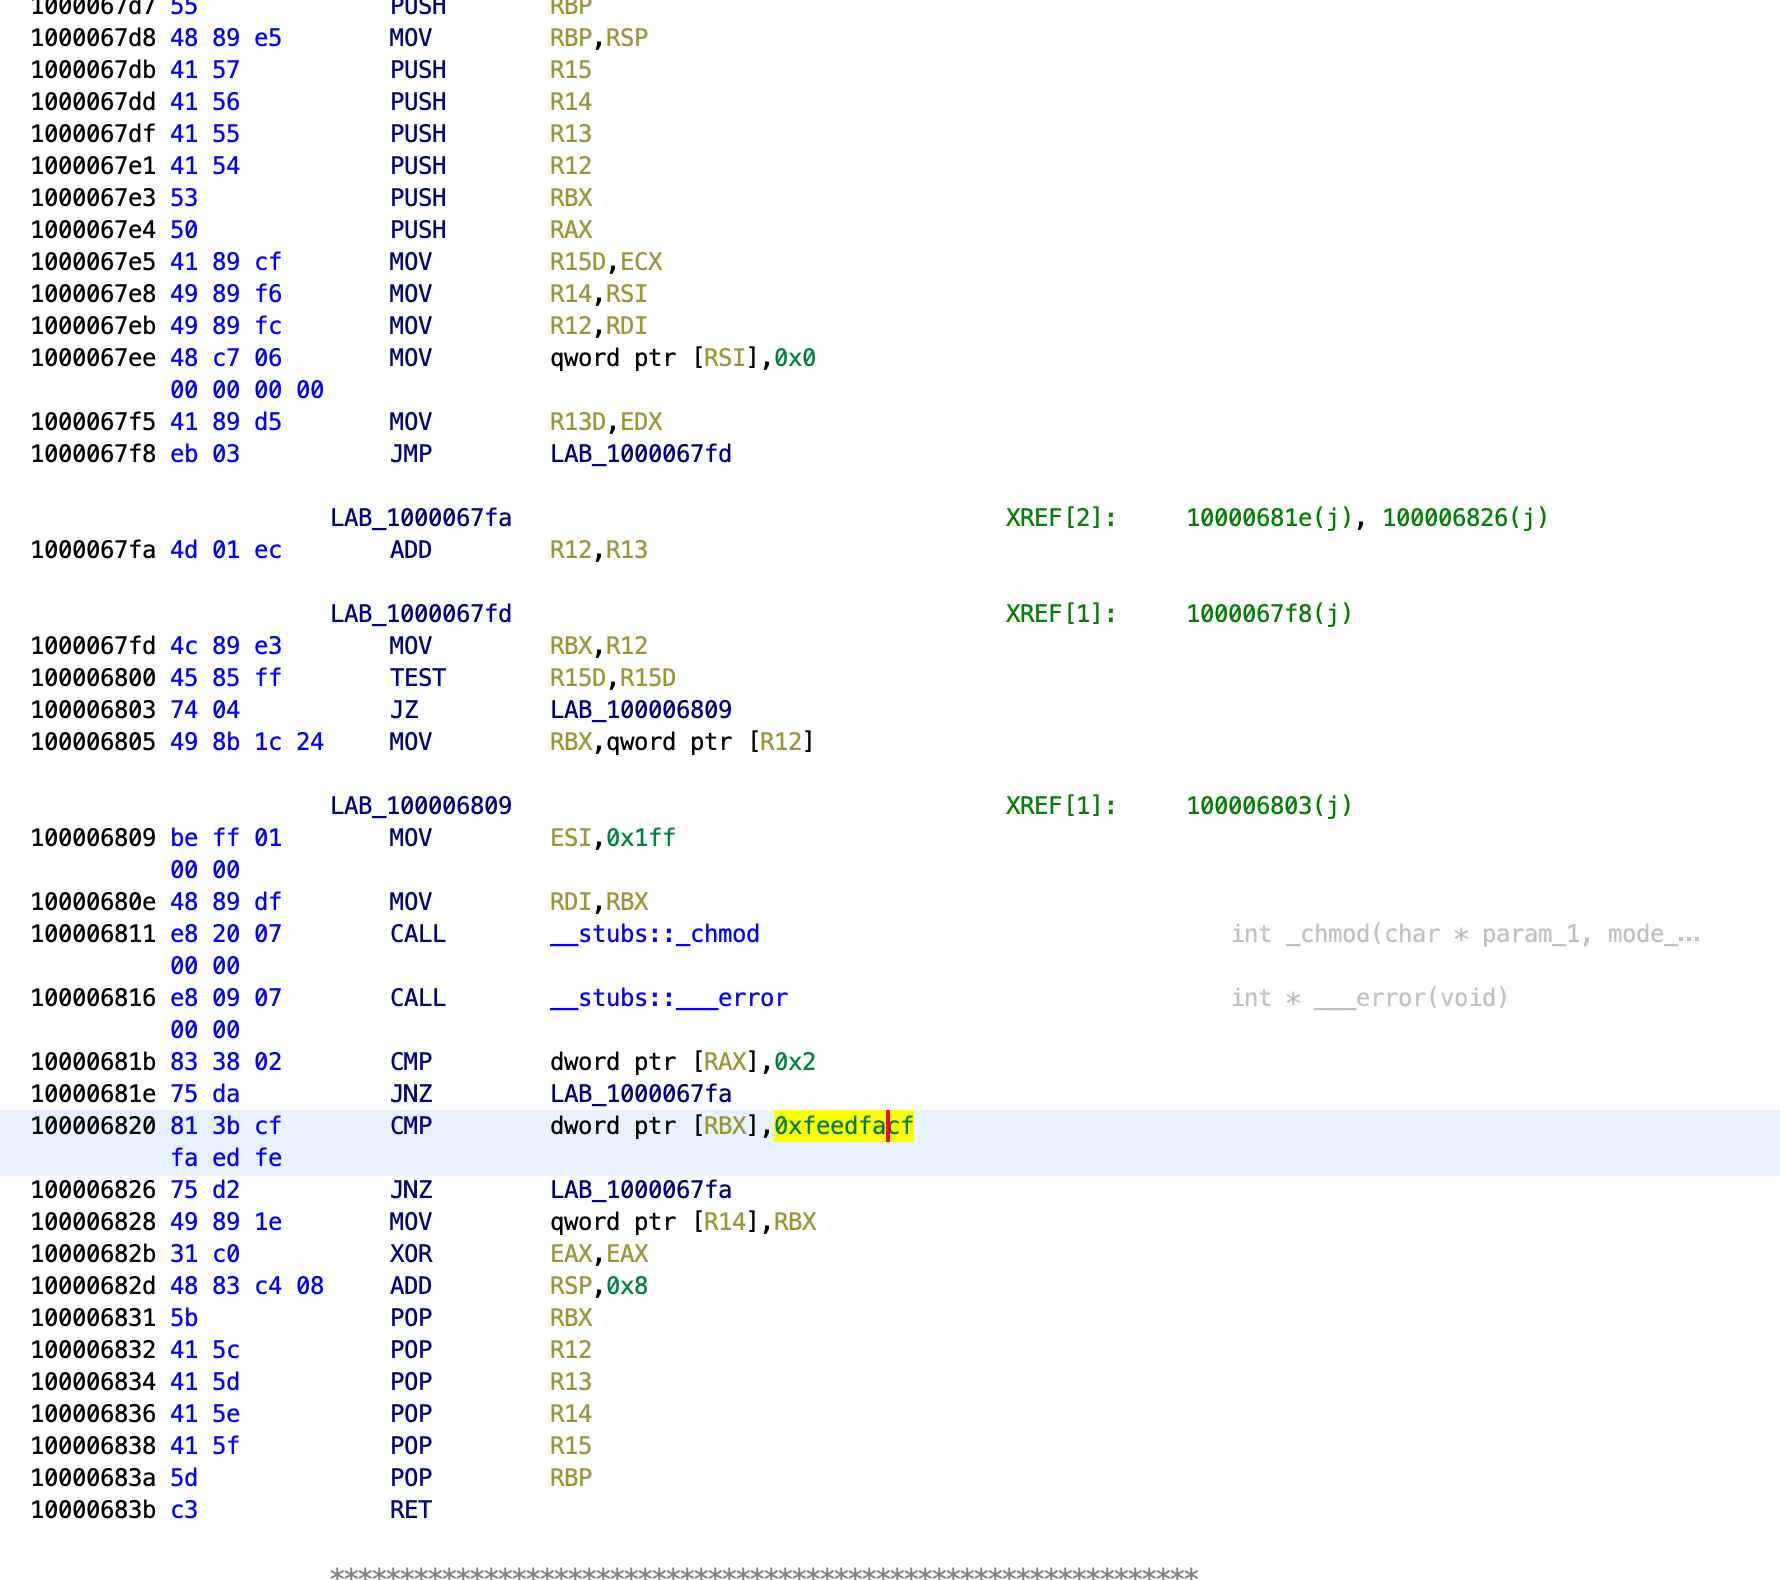 1000067d7 55 PUSH RBP
1000067d8 48 89 e5 MOV RBP,RSP
1000067db 41 57 PUSH R15
1000067dd 41 56 PUSH R14
1000067df 41 55 PUSH R13
1000067e1 41 54 PUSH R12
1000067e3 53 PUSH RBX
1000067e4 50 PUSH RAX
1000067e5 41 89 cf MOV R15D,ECX
1000067e8 49 89 f6 MOV R14,RSI
1000067eb 49 89 fc MOV R12,RDI
1000067ee 48 c7 06 MOV qword ptr [RSI],0x0
00 00 00 00
1000067f5 41 89 d5 MOV R13D,EDX
1000067f8 eb 03 JMP LAB_1000067fd
LAB_1000067fa XREF[2]: 10000681e(j), 100006826(j)
1000067fa 4d 01 ec ADD R12,R13
LAB_1000067fd XREF[1]: 1000067f8(j)
1000067fd 4c 89 e3 MOV RBX,R12
100006800 45 85 ff TEST R15D,R15D
100006803 74 04 JZ LAB_100006809
100006805 49 8b 1c 24 MOV RBX,qword ptr [R12]
LAB_100006809 XREF[1]: 100006803(j)
100006809 be ff 01 MOV ESI,0x1ff
00 00
10000680e 48 89 df MOV RDI,RBX
100006811 e8 20 07 CALL __stubs::_chmod int _chmod(char * param_1, mode_...
00 00
100006816 e8 09 07 CALL __stubs::___error int * ___error(void)
00 00
10000681b 83 38 02 CMP dword ptr [RAX],0x2
10000681e 75 da JNZ LAB_1000067fa
100006820 81 3b cf CMP dword ptr [RBX],0xfeedfacf
fa ed fe
100006826 75 d2 JNZ LAB_1000067fa
100006828 49 89 1e MOV qword ptr [R14],RBX
10000682b 31 c0 XOR EAX,EAX
10000682d 48 83 c4 08 ADD RSP,0x8
100006831 5b POP RBX
100006832 41 5c POP R12
100006834 41 5d POP R13
100006836 41 5e POP R14
100006838 41 5f POP R15
10000683a 5d POP RBP
10000683b c3 RET
**************************************************************